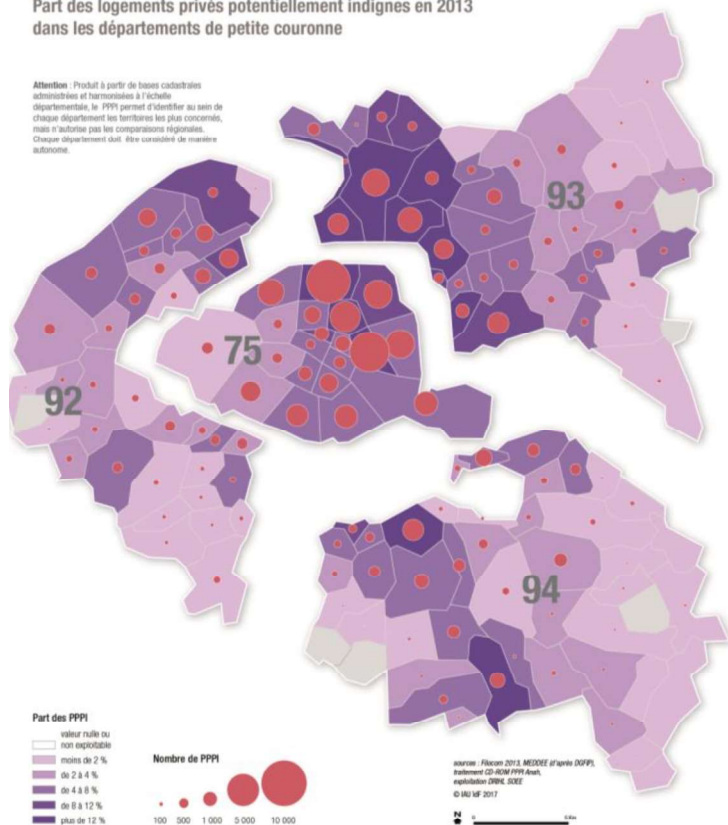 Part des logements privés potentiellement indignes en 2013
dans les départements de petite couronne
Attention : Produit à partir de bases cadastrales
administrées et harmonisées à l'échelle
départementale, le PPPI permet d'identifier au sein de
chaque département les territoires les plus concernés,
mais n'autorise pas les comparaisons régionales.
Chaque département doit être considéré de manière
autonome.
93
75
92
94
Part des PPPI
valeur nulle ou
non exploitable
moins de 2 %
de 2 à 4 %
de 4 à 8 %
de 8 à 12 %
plus de 12 %
Nombre de PPPI
100 500 1 000 5 000 10 000
sources : Filocom 2013, MEDDEE (d'après DGFIP),
traitement CD-ROM PPPI Anah,
exploitation DRIHL SOEE
© IAU îdF 2017
N
0